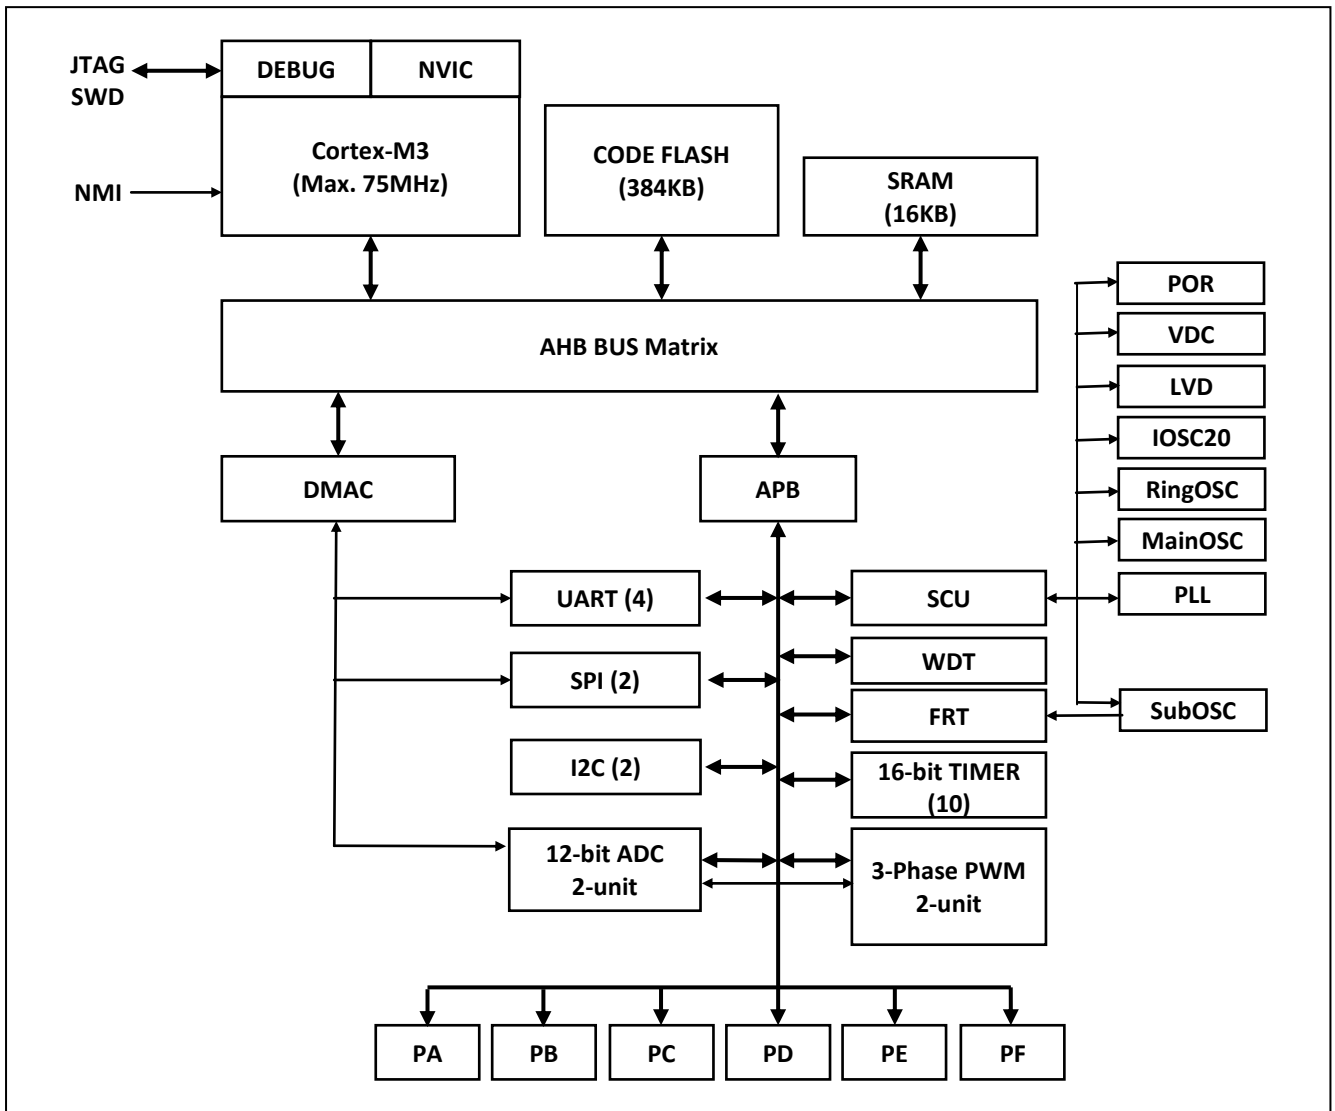 JTAG
SWD
DEBUG
NVIC
Cortex-M3
(Max. 75MHz)
NMI
CODE FLASH
(384KB)
SRAM
(16KB)
AHB BUS Matrix
POR
VDC
LVD
IOSC20
RingOSC
MainOSC
PLL
SubOSC
DMAC
APB
UART (4)
SCU
WDT
SPI (2)
FRT
I2C (2)
16-bit TIMER
(10)
12-bit ADC
2-unit
3-Phase PWM
2-unit
PA
PB
PC
PD
PE
PF